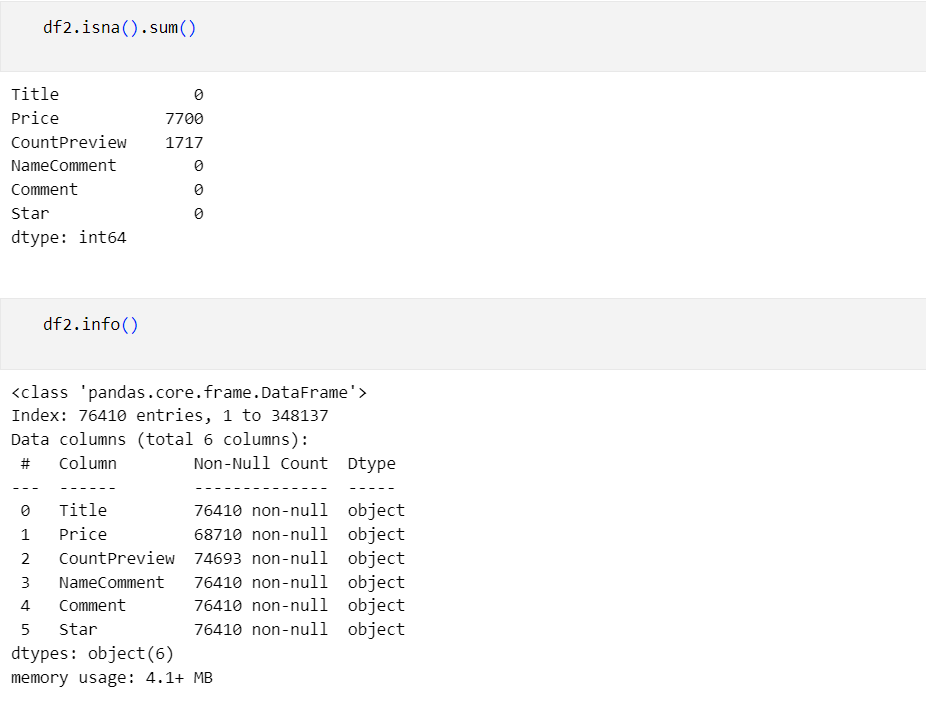 df2.isna().sum()
Title 0
Price 7700
CountPreview 1717
NameComment 0
Comment 0
Star 0
dtype: int64
df2.info()
<class 'pandas.core.frame.DataFrame'>
Index: 76410 entries, 1 to 348137
Data columns (total 6 columns):
# Column Non-Null Count Dtype
--- ------ -------------- -----
0 Title 76410 non-null object
1 Price 68710 non-null object
2 CountPreview 74693 non-null object
3 NameComment 76410 non-null object
4 Comment 76410 non-null object
5 Star 76410 non-null object
dtypes: object(6)
memory usage: 4.1+ MB